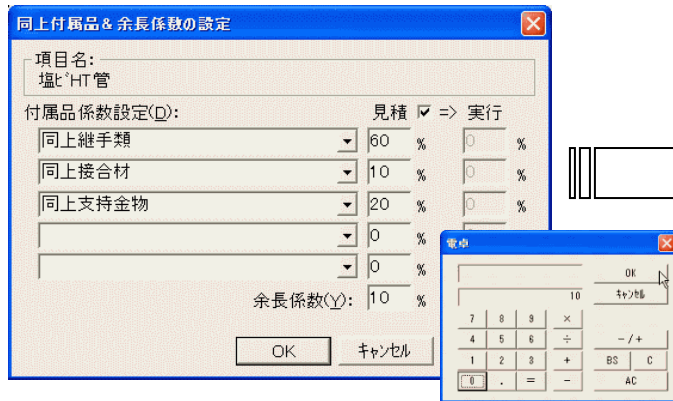 同上付属品&余長係数の設定
項目名:
塩ビHT管
付属品係数設定(D): 見積 => 実行
同上継手類 60 % 0 %
同上接合材 10 % 0 %
同上支持金物 20 % 0 %
0 %
0 %
余長係数(Y): 10 %
OK キャンセル
電卓
OK
10 キャンセル
7 8 9 ×
4 5 6 ÷ -/+
1 2 3 + BS C
0 . = - AC